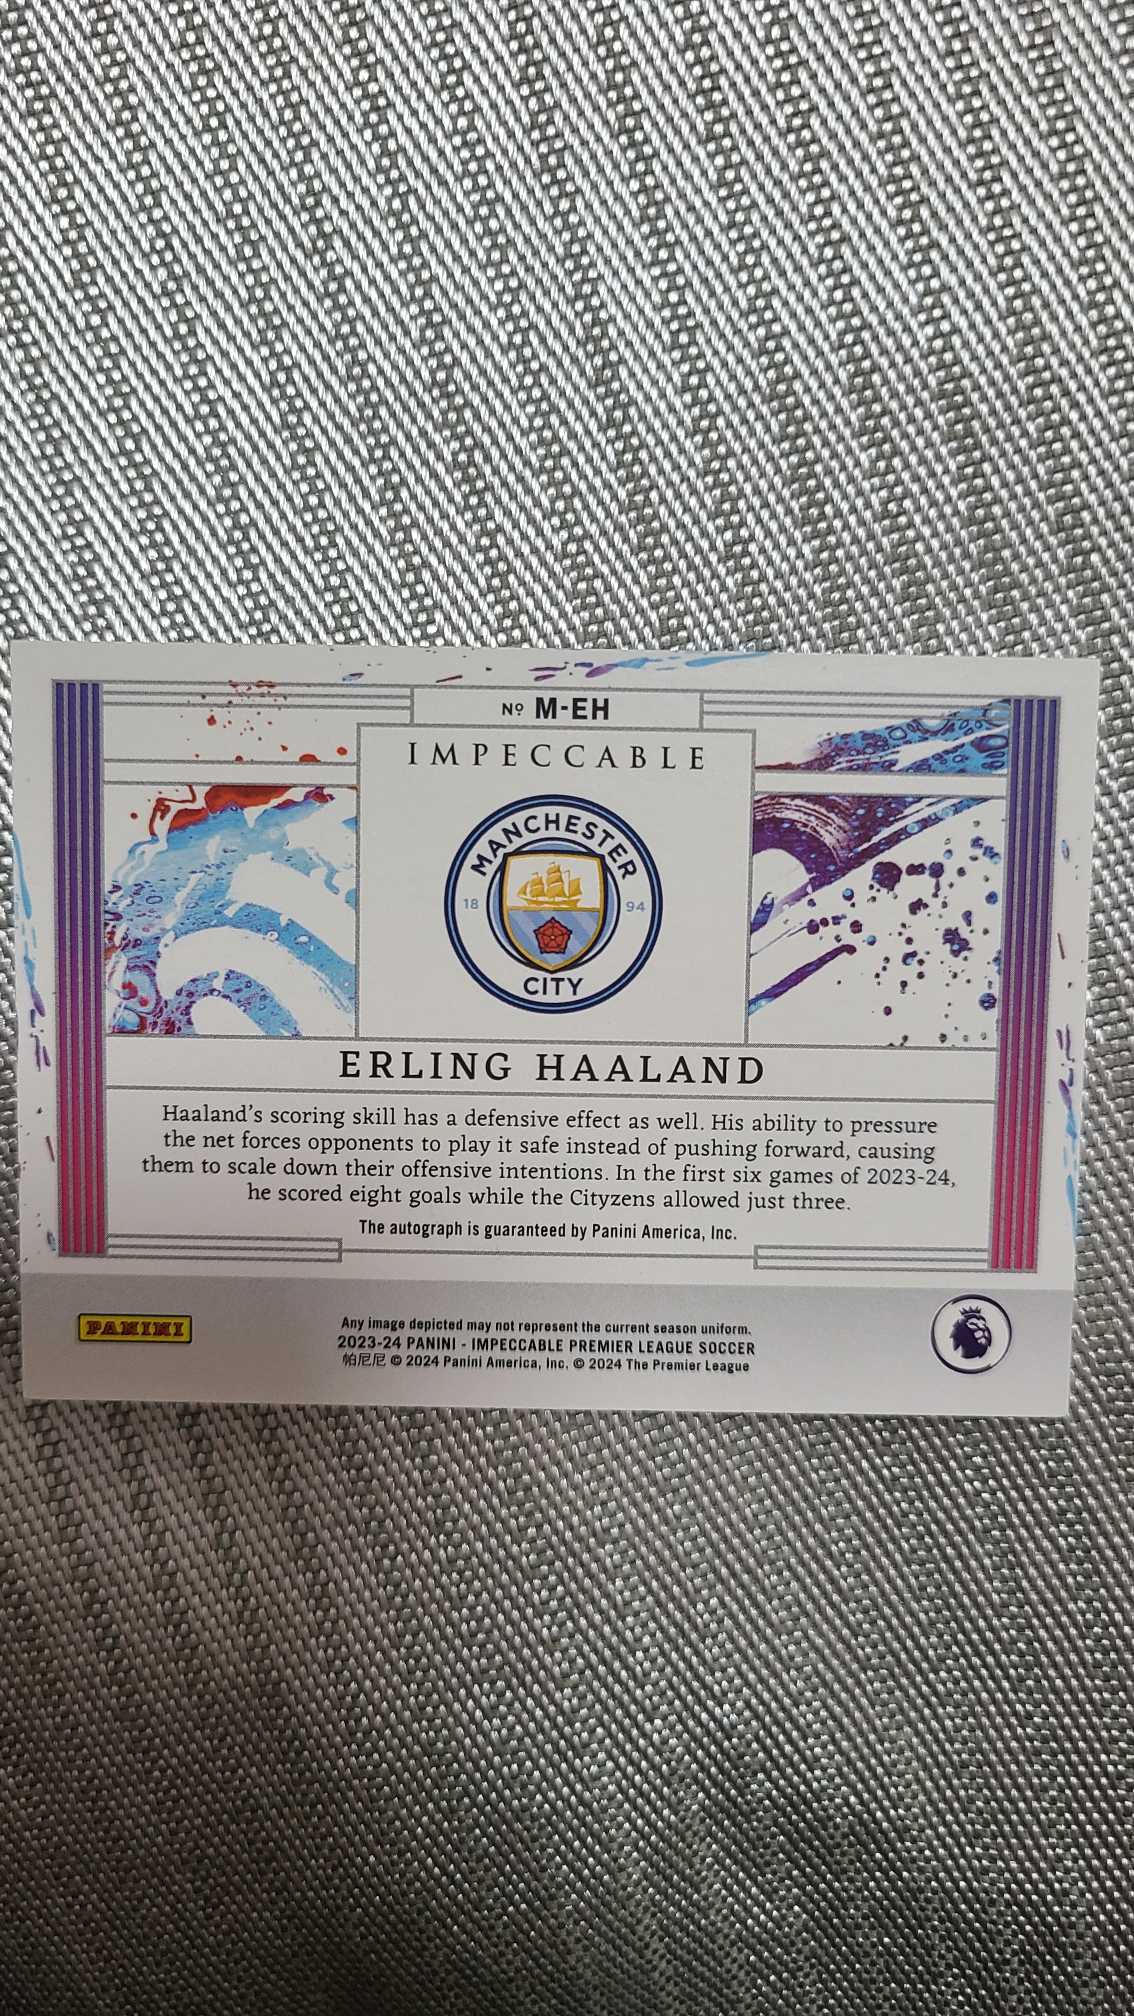 Nº M-EH
IMPECCABLE
MANCHESTER
18 94
CITY
ERLING HAALAND
Haaland's scoring skill has a defensive effect as well. His ability to pressure
the net forces opponents to play it safe instead of pushing forward, causing
them to scale down their offensive intentions. In the first six games of 2023-24,
he scored eight goals while the Cityzens allowed just three.
The autograph is guaranteed by Panini America, Inc.
PANINI
Any image depicted may not represent the current season uniform.
2023-24 PANINI - IMPECCABLE PREMIER LEAGUE SOCCER
帕尼尼 © 2024 Panini America, Inc. © 2024 The Premier League